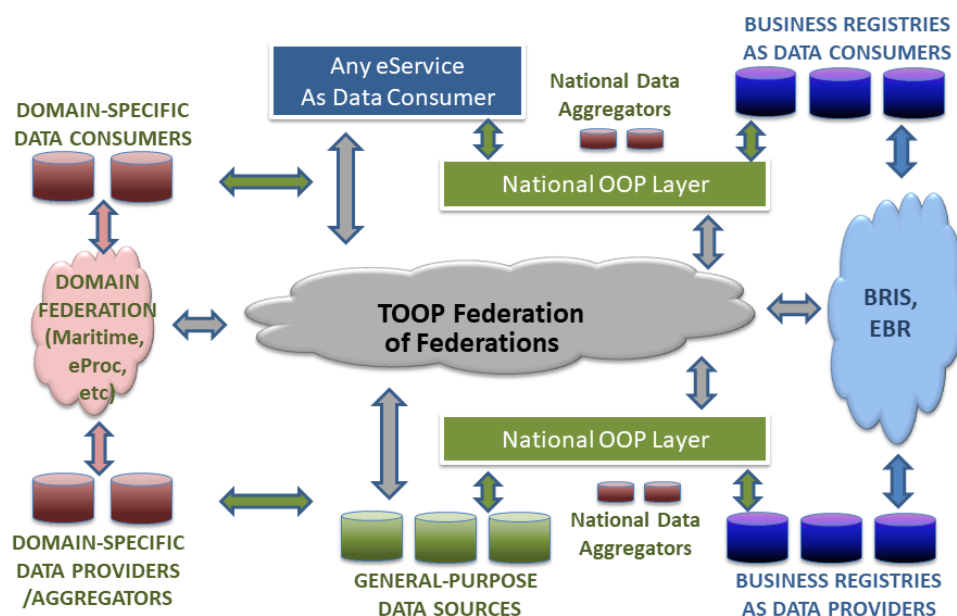 BUSINESS REGISTRIES
AS DATA CONSUMERS
Any eService
As Data Consumer
National Data
Aggregators
DOMAIN-SPECIFIC
DATA CONSUMERS
National OOP Layer
DOMAIN
FEDERATION
(Maritime,
eProc,
etc)
TOOP Federation
of Federations
BRIS,
EBR
National OOP Layer
National Data
Aggregators
DOMAIN-SPECIFIC
DATA PROVIDERS
/AGGREGATORS
GENERAL-PURPOSE
DATA SOURCES
BUSINESS REGISTRIES
AS DATA PROVIDERS